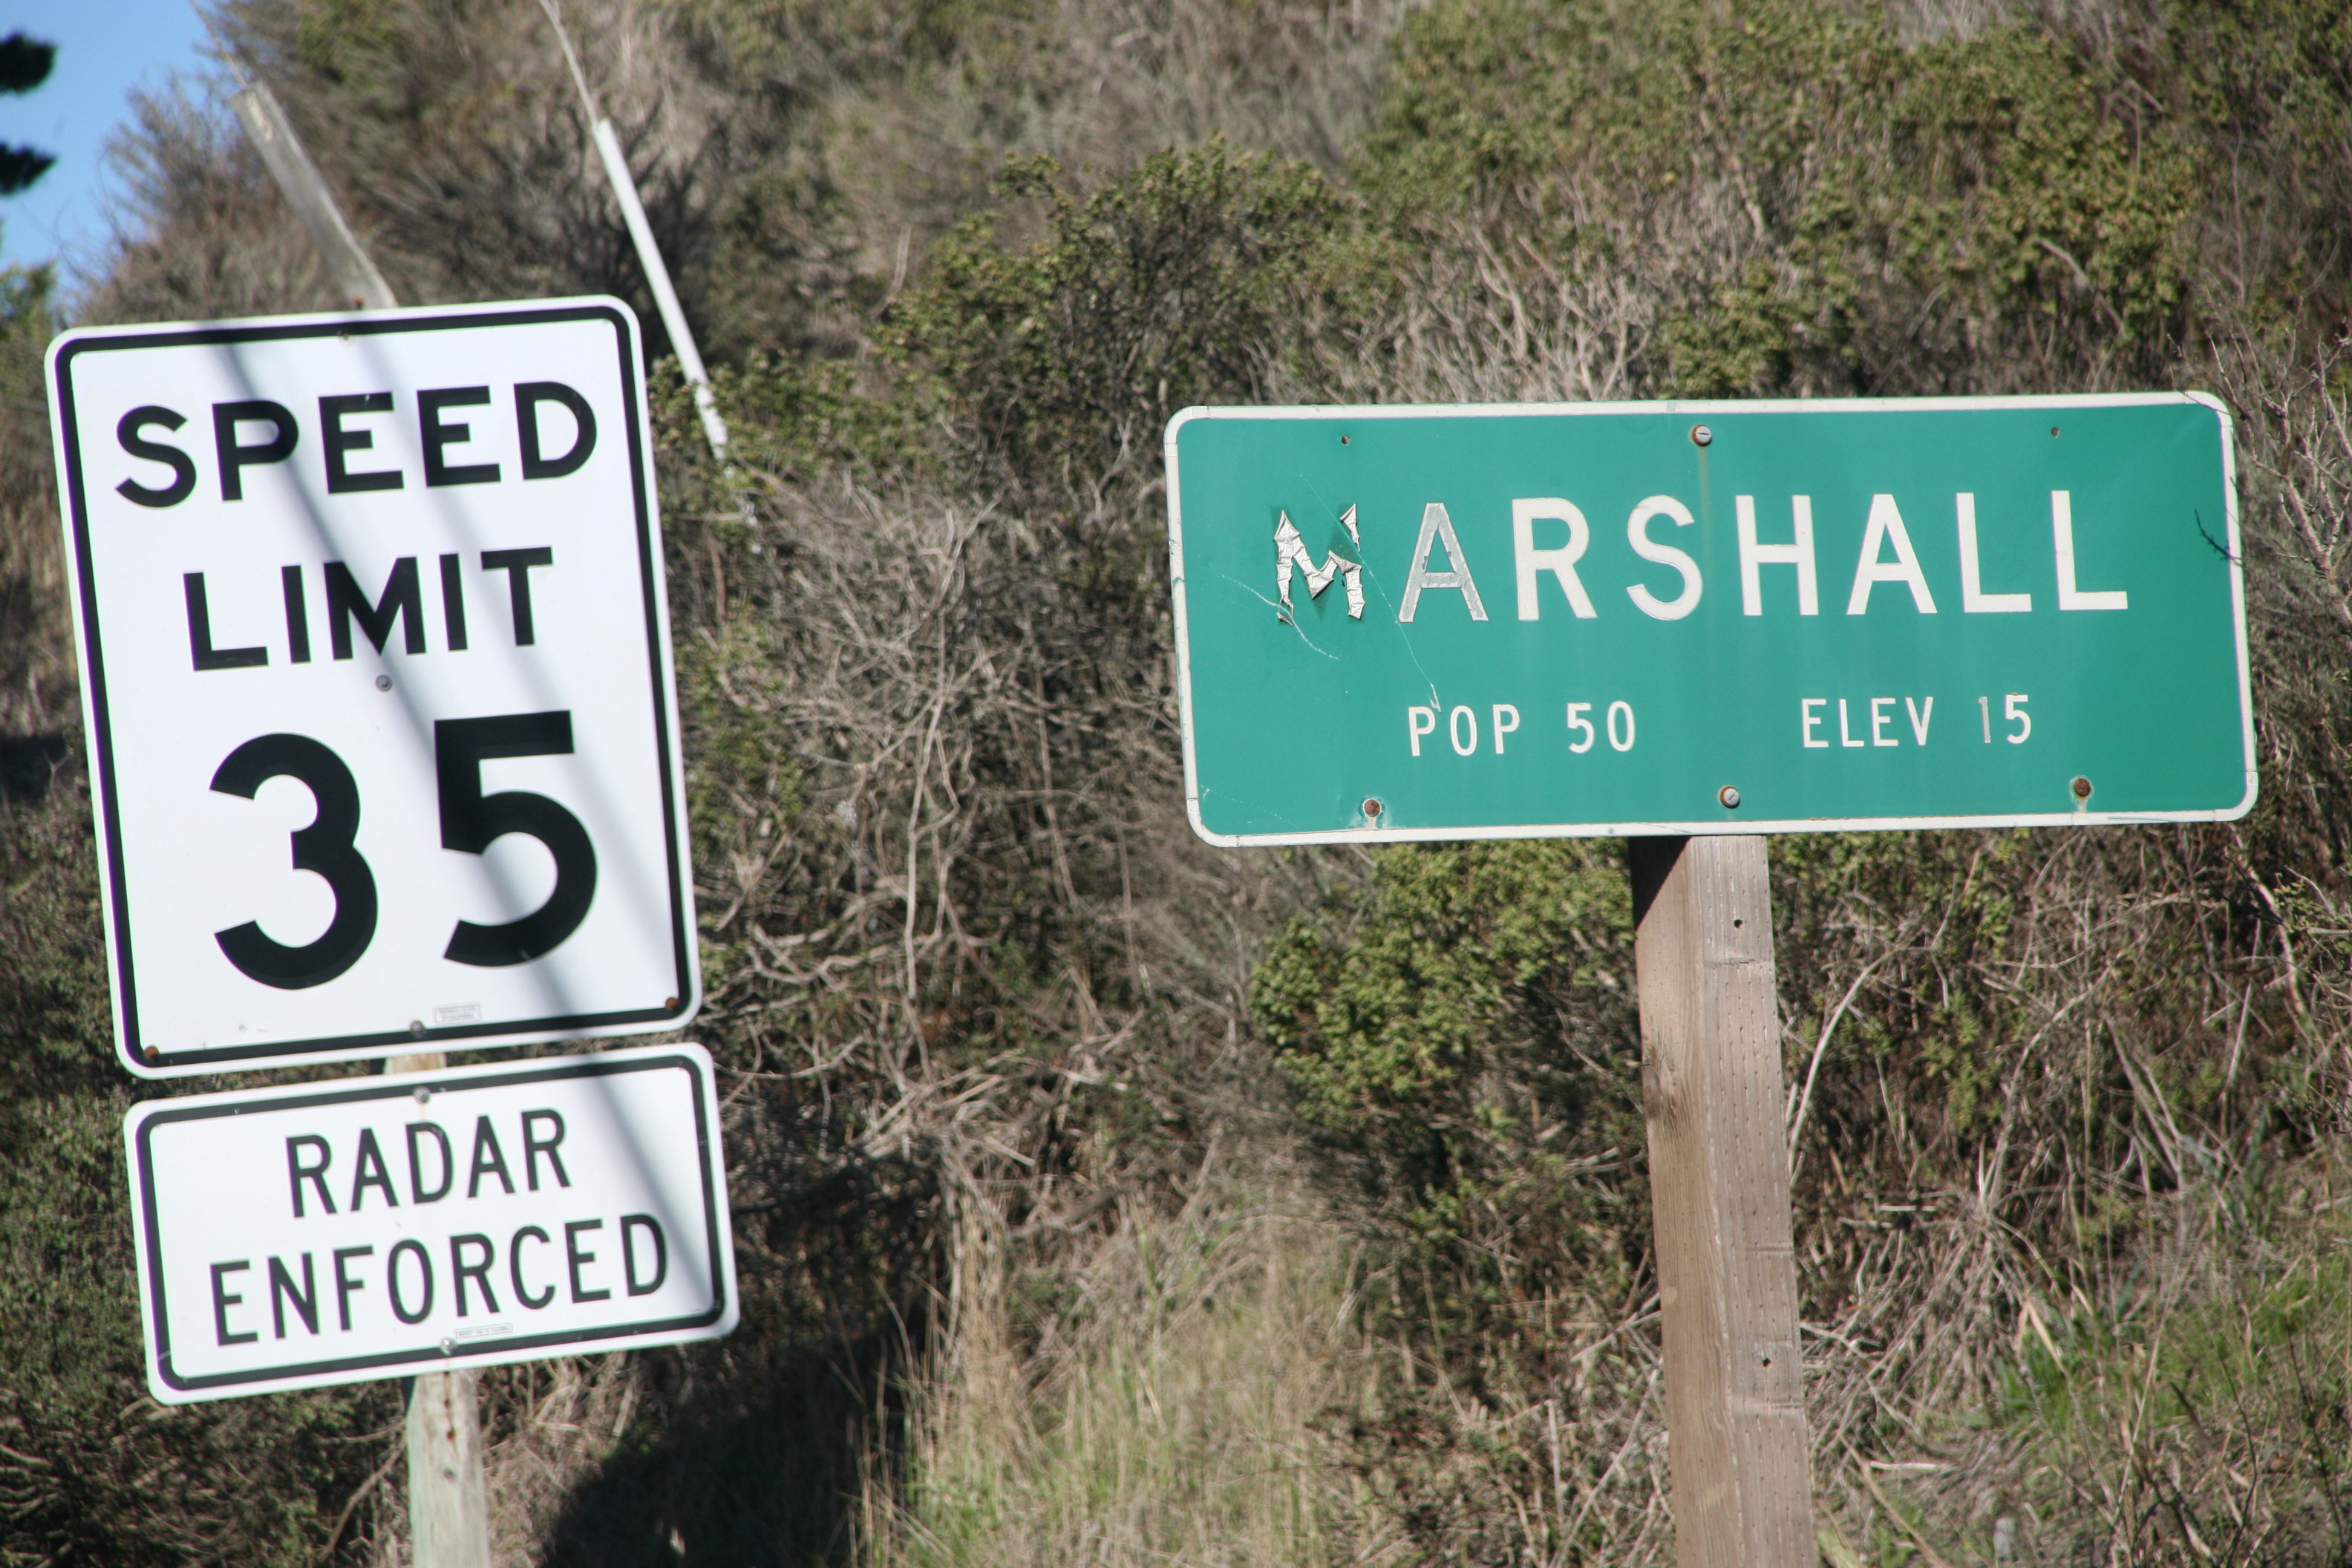 SPEED
LIMIT
35
RADAR
ENFORCED
MARSHALL
POP 50 ELEV 15